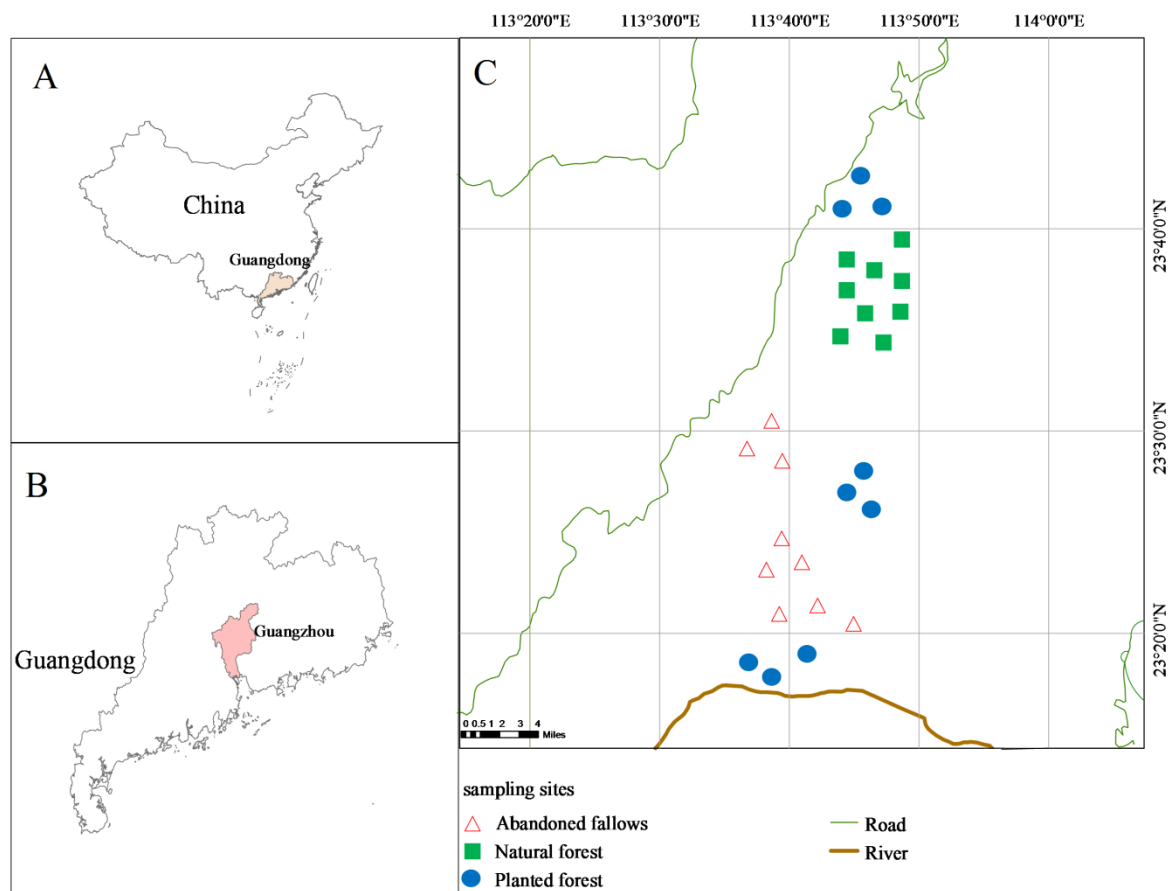 113°20'0"E 113°30'0"E 113°40'0"E 113°50'0"E 114°0'0"E
A
China
Guangdong
B
Guangzhou
Guangdong
C
23°40'0"N
23°30'0"N
23°20'0"N
0 0.5 1 2 3 4
Miles
sampling sites
Abandoned fallows
Natural forest
Planted forest
Road
River